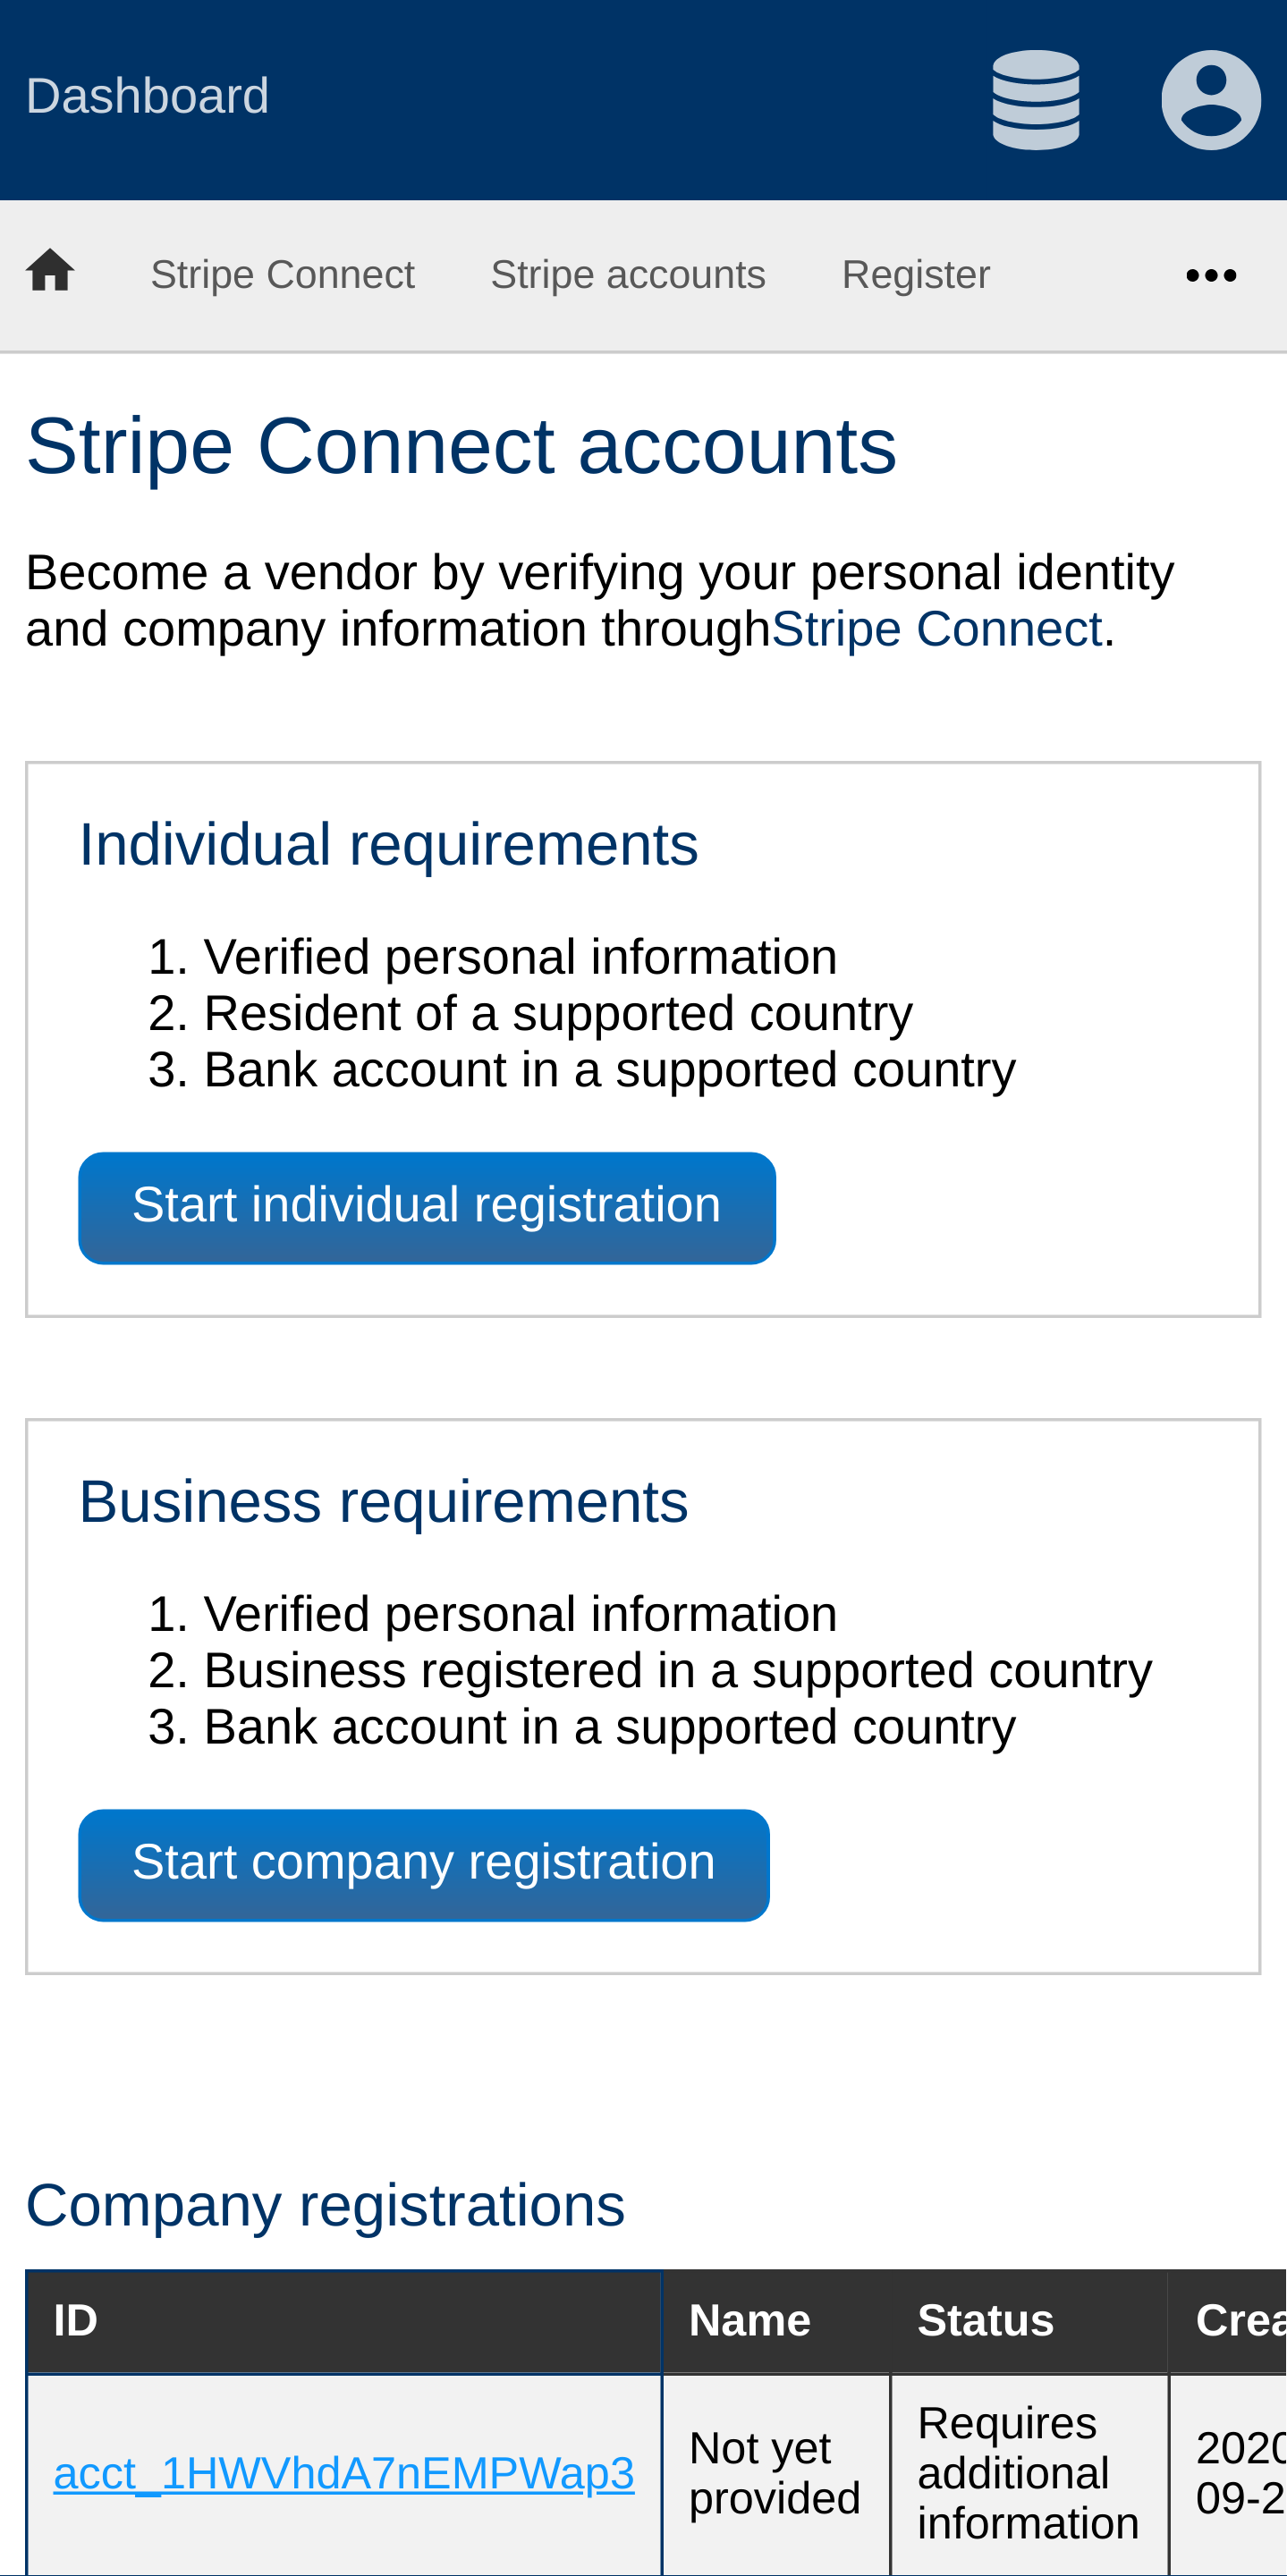 Dashboard
Stripe Connect Stripe accounts Register
Stripe Connect accounts
Become a vendor by verifying your personal identity
and company information throughStripe Connect.
Individual requirements
1. Verified personal information
2. Resident of a supported country
3. Bank account in a supported country
Start individual registration
Business requirements
1. Verified personal information
2. Business registered in a supported country
3. Bank account in a supported country
Start company registration
Company registrations
ID Name Status Crea
acct_1HWVhdA7nEMPWap3
Not yet
provided
Requires
additional
information
2020
09-2